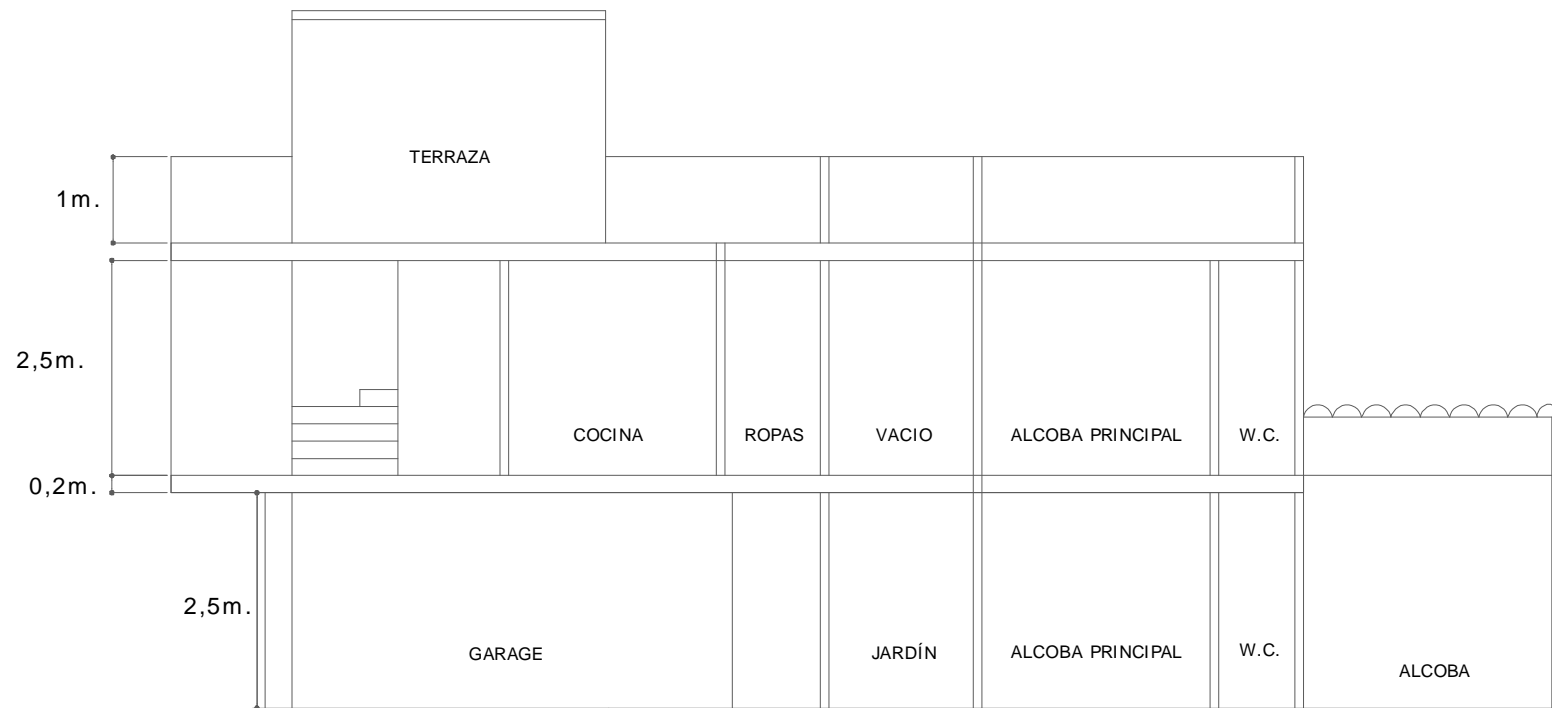 TERRAZA
1m.
2,5m.
COCINA
ROPAS
VACIO
ALCOBA PRINCIPAL
W.C.
0,2m.
2,5m.
GARAGE
JARDÍN
ALCOBA PRINCIPAL
W.C.
ALCOBA